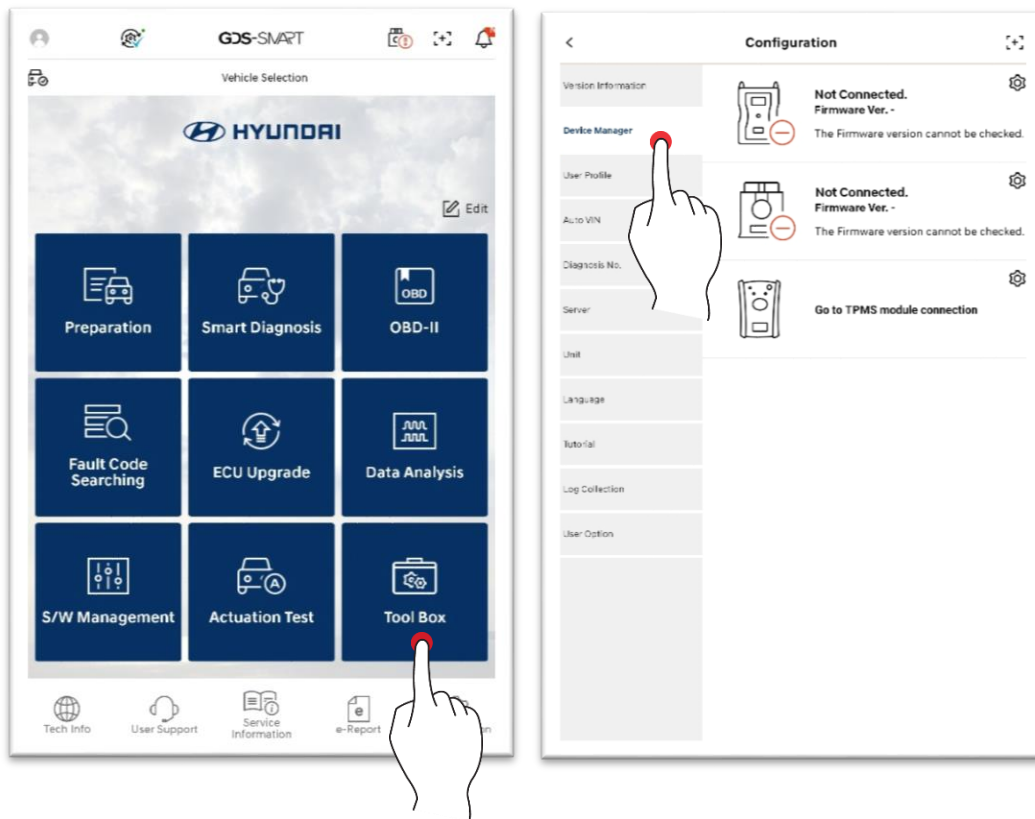 GDS-SMART
Vehicle Selection
HYUNDAI
Edit
Preparation
Smart Diagnosis
OBD
OBD-II
Fault Code
Searching
ECU Upgrade
Data Analysis
S/W Management
A
Actuation Test
Tool Box
Tech Info
User Support
Service
Information
e
e-Report
on
Configuration
Version Information
Device Manager
User Profile
Auto VIN
Diagnosis No.
Server
Unit
Language
Tutorial
Log Collection
User Option
Not Connected.
Firmware Ver. -
The Firmware version cannot be checked.
Not Connected.
Firmware Ver. -
The Firmware version cannot be checked.
Go to TPMS module connection